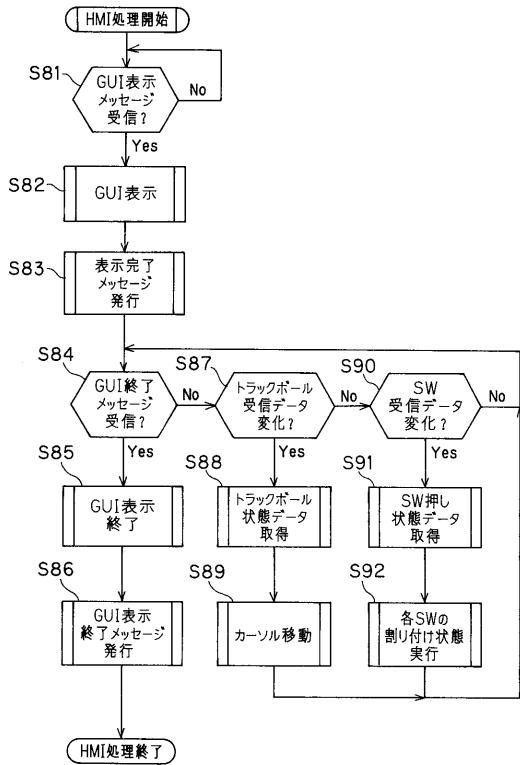 HMI処理開始
S81
GUI表示
メッセージ
受信？
No
Yes
S82
GUI表示
S83
表示完了
メッセージ
発行
S84
GUI終了
メッセージ
受信？
No
Yes
S87
トラックボール
受信データ
変化？
No
Yes
S90
SW
受信データ
変化？
No
Yes
S85
GUI表示
終了
S88
トラックボール
状態データ
取得
S91
SW押し
状態データ
取得
S86
GUI表示
終了メッセージ
発行
S89
カーソル移動
S92
各SWの
割り付け状態
実行
HMI処理終了